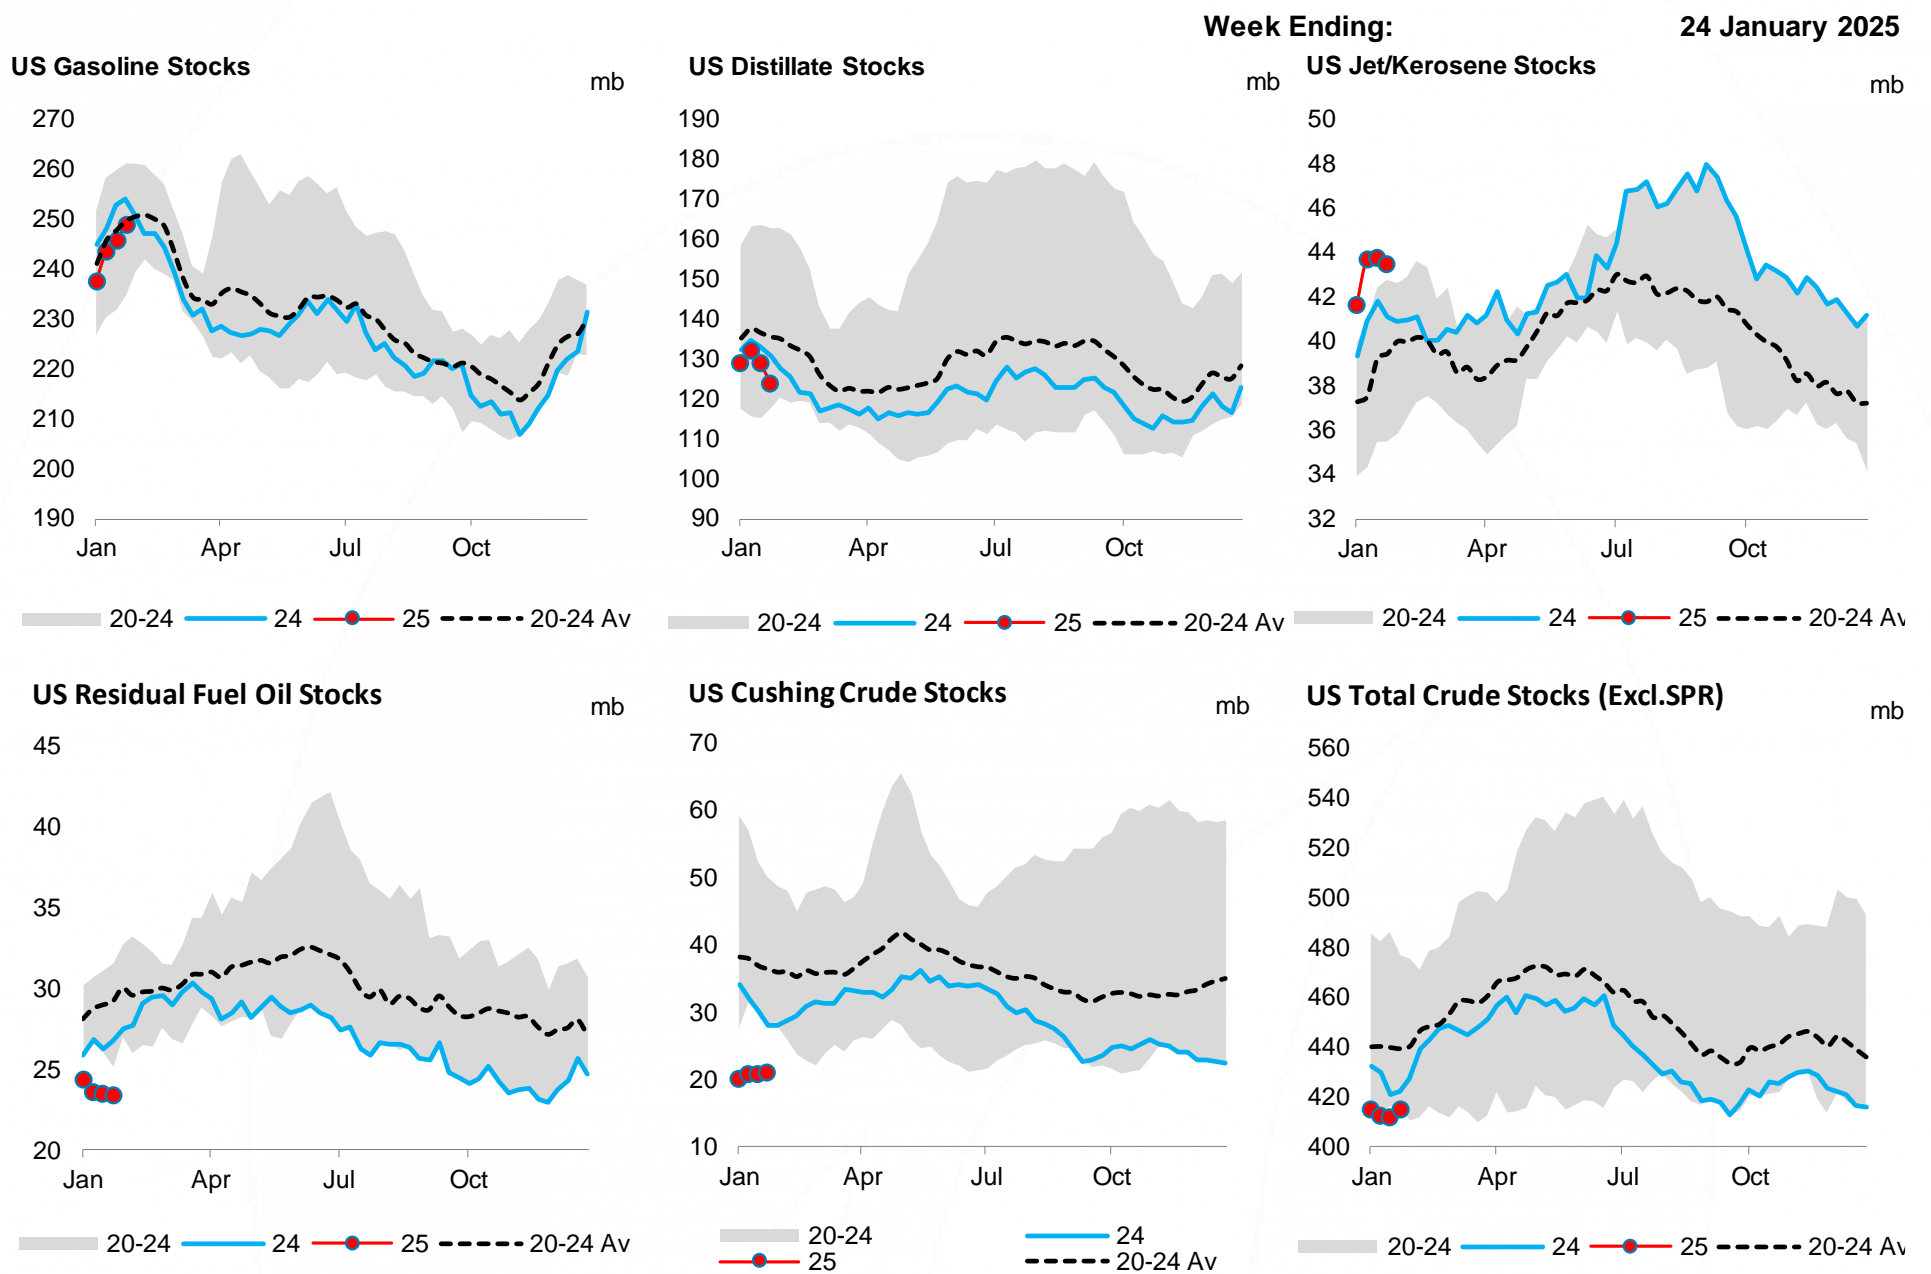 Week Ending: 24 January 2025
US Gasoline Stocks
mb
270
260
250
240
230
220
210
200
190
Jan Apr Jul Oct
20-24 24 25 20-24 Av
US Distillate Stocks
mb
190
180
170
160
150
140
130
120
110
100
90
Jan Apr Jul Oct
20-24 24 25 20-24 Av
US Jet/Kerosene Stocks
mb
50
48
46
44
42
40
38
36
34
32
Jan Apr Jul Oct
20-24 24 25 20-24 Av
US Residual Fuel Oil Stocks
mb
45
40
35
30
25
20
Jan Apr Jul Oct
20-24 24 25 20-24 Av
US Cushing Crude Stocks
mb
70
60
50
40
30
20
10
Jan Apr Jul Oct
20-24 24
25 20-24 Av
US Total Crude Stocks (Excl.SPR)
mb
560
540
520
500
480
460
440
420
400
Jan Apr Jul Oct
20-24 24 25 20-24 Av